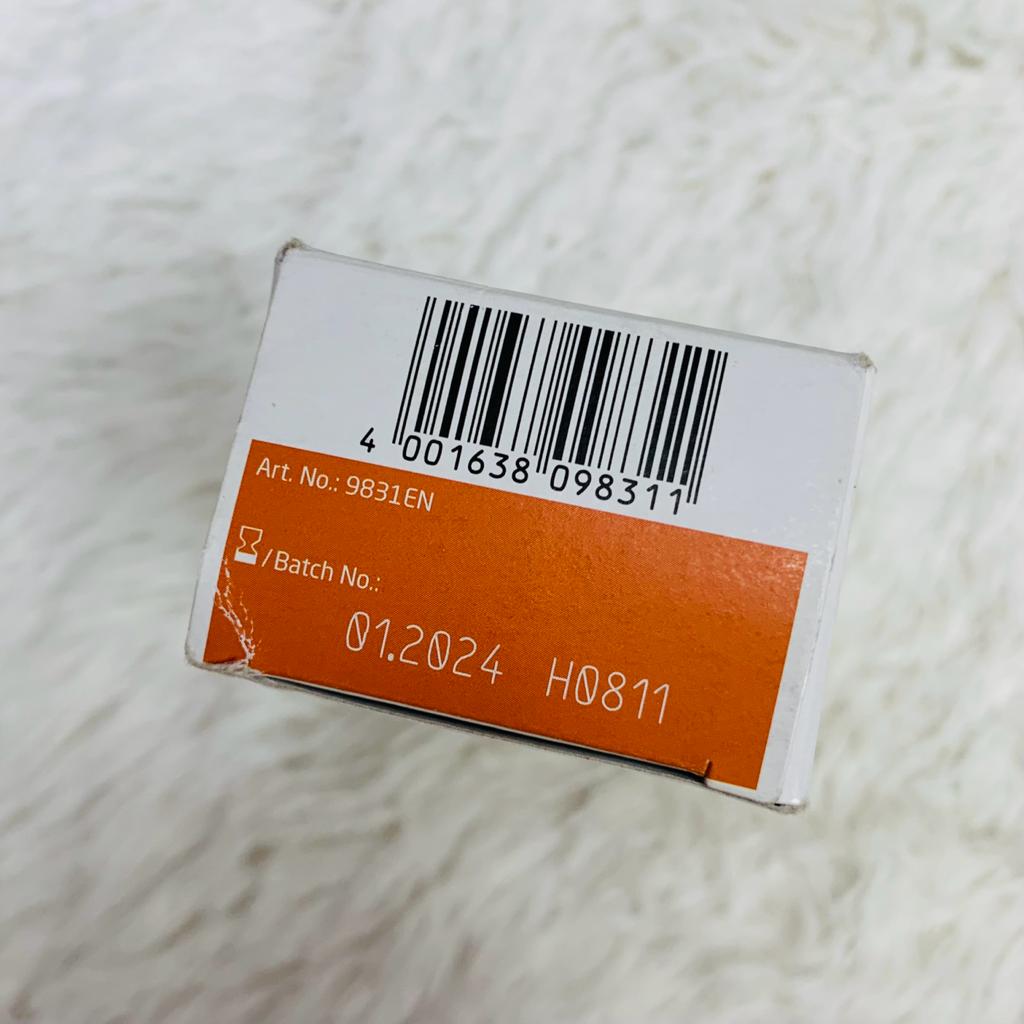 4 001638 098311
Art. No.: 9831EN
/Batch No.:
01.2024 H0811